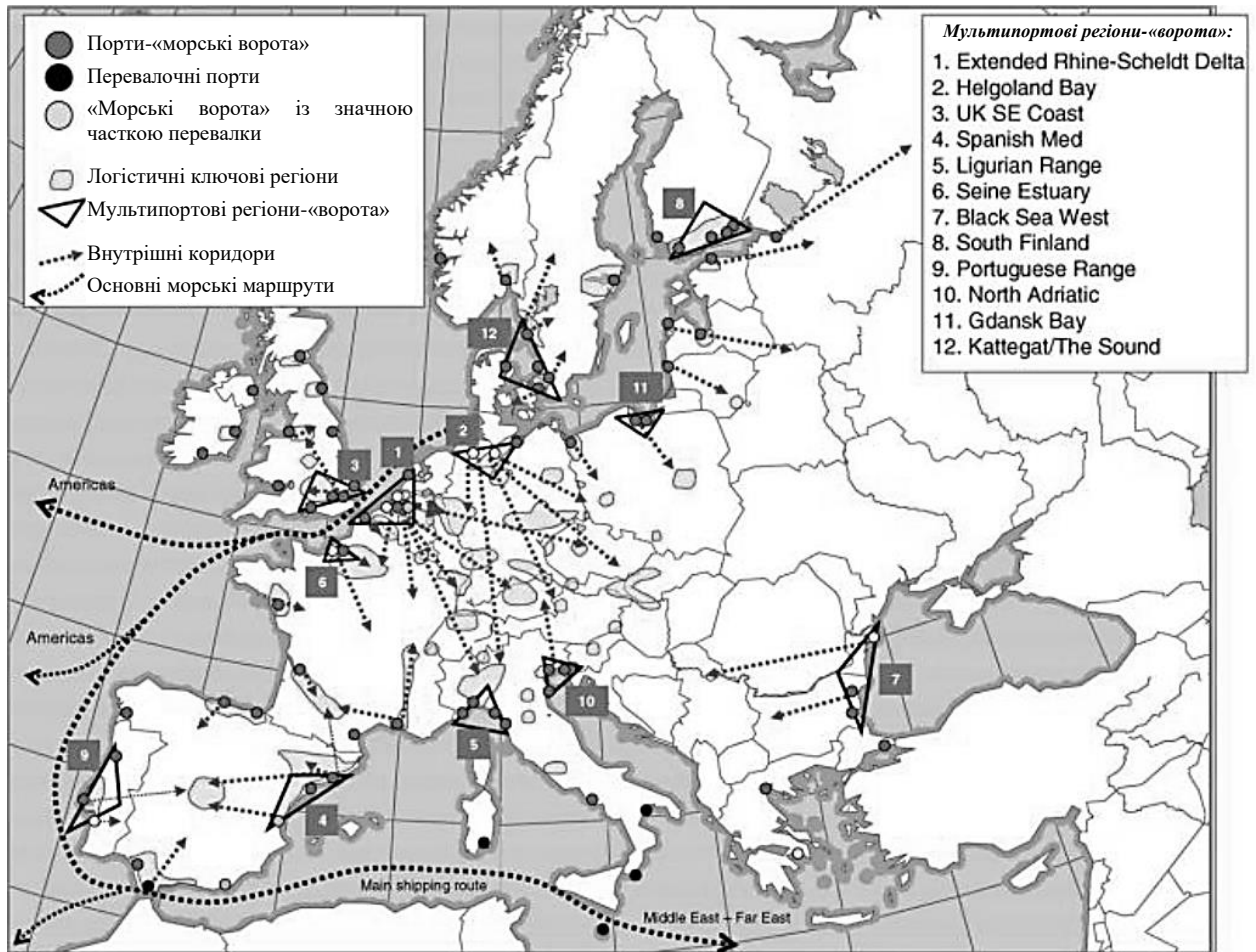 Порти-«морські ворота»
Перевалочні порти
«Морські ворота» із значною
часткою перевалки
Логістичні ключові регіони
Мультипортові регіони-«ворота»
Внутрішні коридори
Основні морські маршрути
Мультипортові регіони-«ворота»:
1. Extended Rhine-Scheldt Delta
2. Helgoland Bay
3. UK SE Coast
4. Spanish Med
5. Ligurian Range
6. Seine Estuary
7. Black Sea West
8. South Finland
9. Portuguese Range
10. North Adriatic
11. Gdansk Bay
12. Kattegat/The Sound
8
12
11
2
1
3
Americas
6
Americas
7
10
5
9
4
Main shipping route
Middle East – Far East